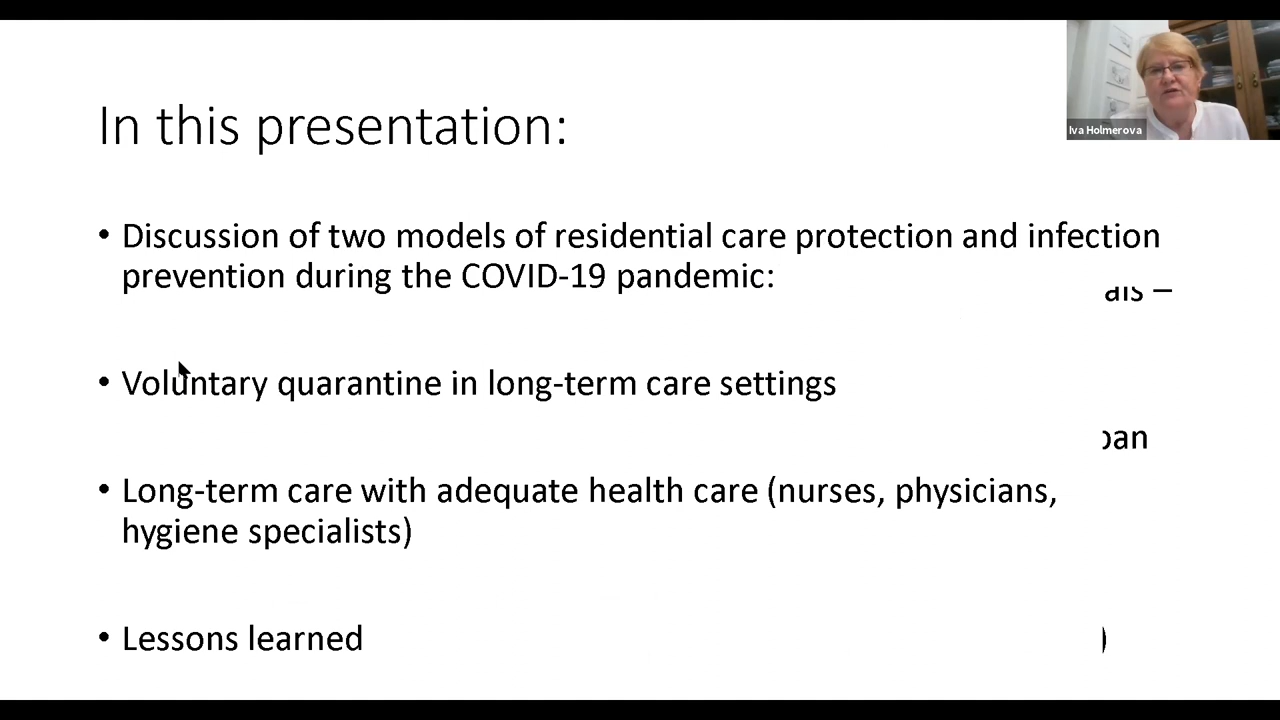 In this presentation:
Iva Holmerova
• Discussion of two models of residential care protection and infection
prevention during the COVID-19 pandemic:
–
• Voluntary quarantine in long-term care settings
• Long-term care with adequate health care (nurses, physicians,
hygiene specialists)
• Lessons learned
)